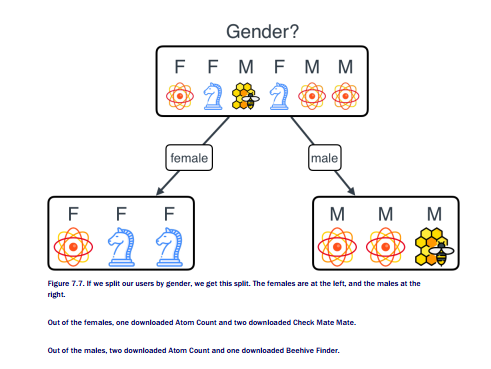 Gender?
F F M F M M
female male
F F F M M M
Figure 7.7. If we split our users by gender, we get this split. The females are at the left, and the males at the
right.
Out of the females, one downloaded Atom Count and two downloaded Check Mate Mate.
Out of the males, two downloaded Atom Count and one downloaded Beehive Finder.